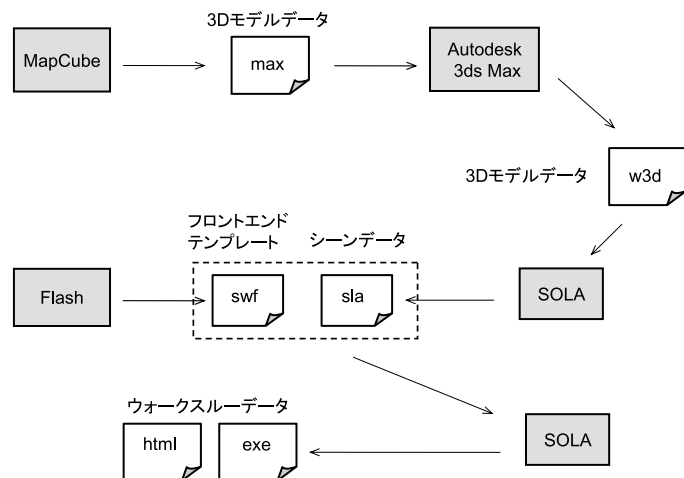 3Dモデルデータ
MapCube
max
Autodesk
3ds Max
3Dモデルデータ
w3d
フロントエンド
テンプレート
シーンデータ
Flash
swf
sla
SOLA
ウォークスルーデータ
html
exe
SOLA